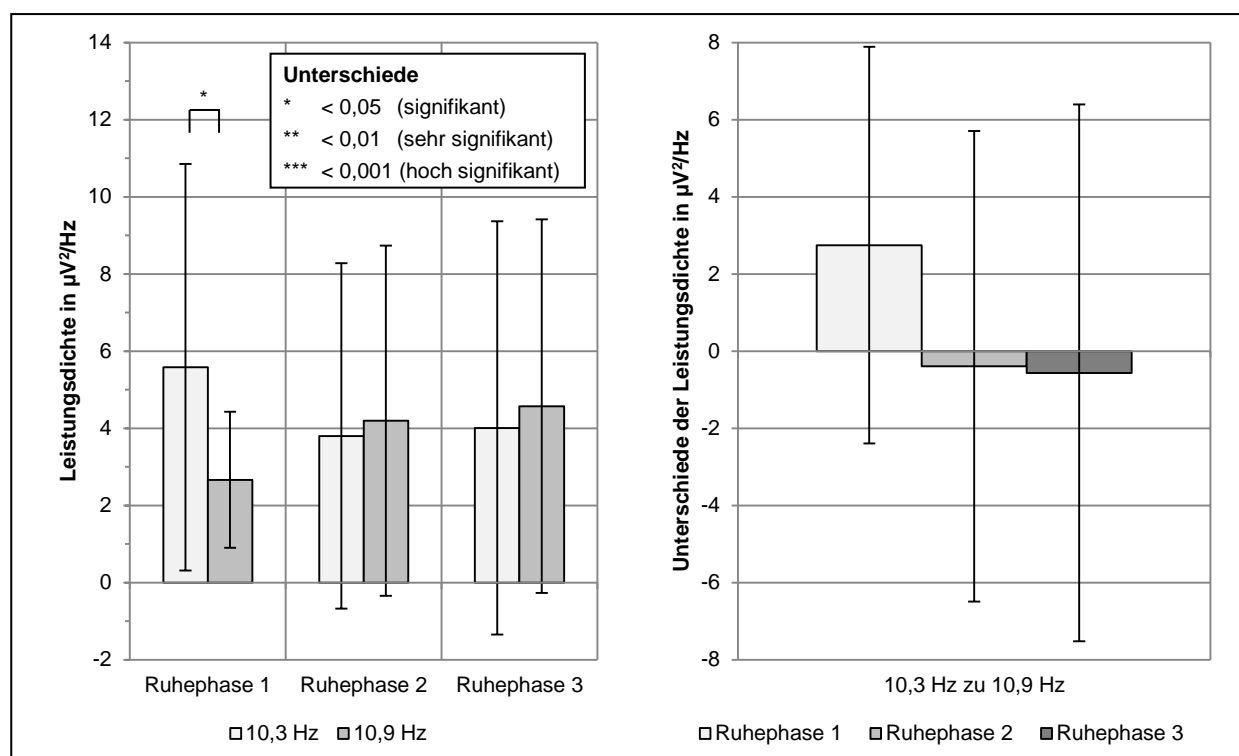 Leistungsdichte in µV²/Hz
14
12
10
8
6
4
2
0
-2
*
Unterschiede
* < 0,05 (signifikant)
** < 0,01 (sehr signifikant)
*** < 0,001 (hoch signifikant)
Ruhephase 1 Ruhephase 2 Ruhephase 3
10,3 Hz 10,9 Hz
Unterschiede der Leistungsdichte in µV²/Hz
8
6
4
2
0
-2
-4
-6
-8
10,3 Hz zu 10,9 Hz
Ruhephase 1 Ruhephase 2 Ruhephase 3